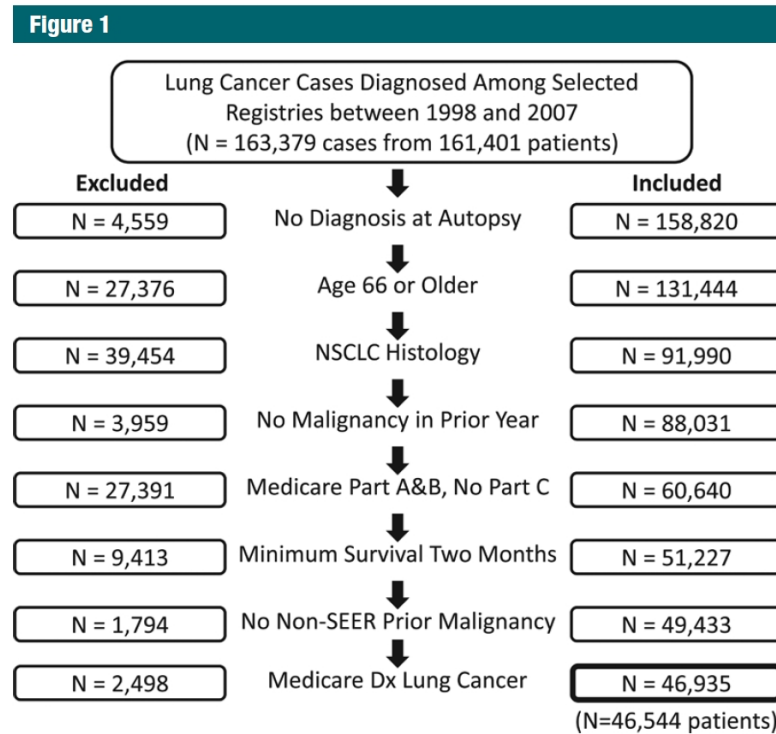 Figure 1
Lung Cancer Cases Diagnosed Among Selected
Registries between 1998 and 2007
(N = 163,379 cases from 161,401 patients)
Excluded
Included
N = 4,559
No Diagnosis at Autopsy
N = 158,820
N = 27,376
Age 66 or Older
N = 131,444
N = 39,454
NSCLC Histology
N = 91,990
N = 3,959
No Malignancy in Prior Year
N = 88,031
N = 27,391
Medicare Part A&B, No Part C
N = 60,640
N = 9,413
Minimum Survival Two Months
N = 51,227
N = 1,794
No Non-SEER Prior Malignancy
N = 49,433
N = 2,498
Medicare Dx Lung Cancer
N = 46,935
(N=46,544 patients)